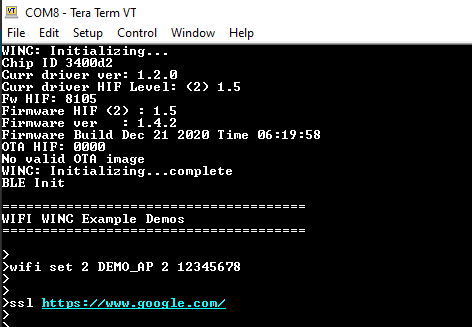 COM8 - Tera Term VT
File Edit Setup Control Window Help
WINC: Initializing...
Chip ID 3400d2
Curr driver ver: 1.2.0
Curr driver HIF Level: (2) 1.5
Fw HIF: 8105
Firmware HIF (2) : 1.5
Firmware ver   : 1.4.2
Firmware Build Dec 21 2020 Time 06:19:58
OTA HIF: 0000
No valid OTA image
WINC: Initializing...complete
BLE Init
======================================
WIFI WINC Example Demos
======================================
>
>wifi set 2 DEMO_AP 2 12345678
>
>
>ssl https://www.google.com/
>